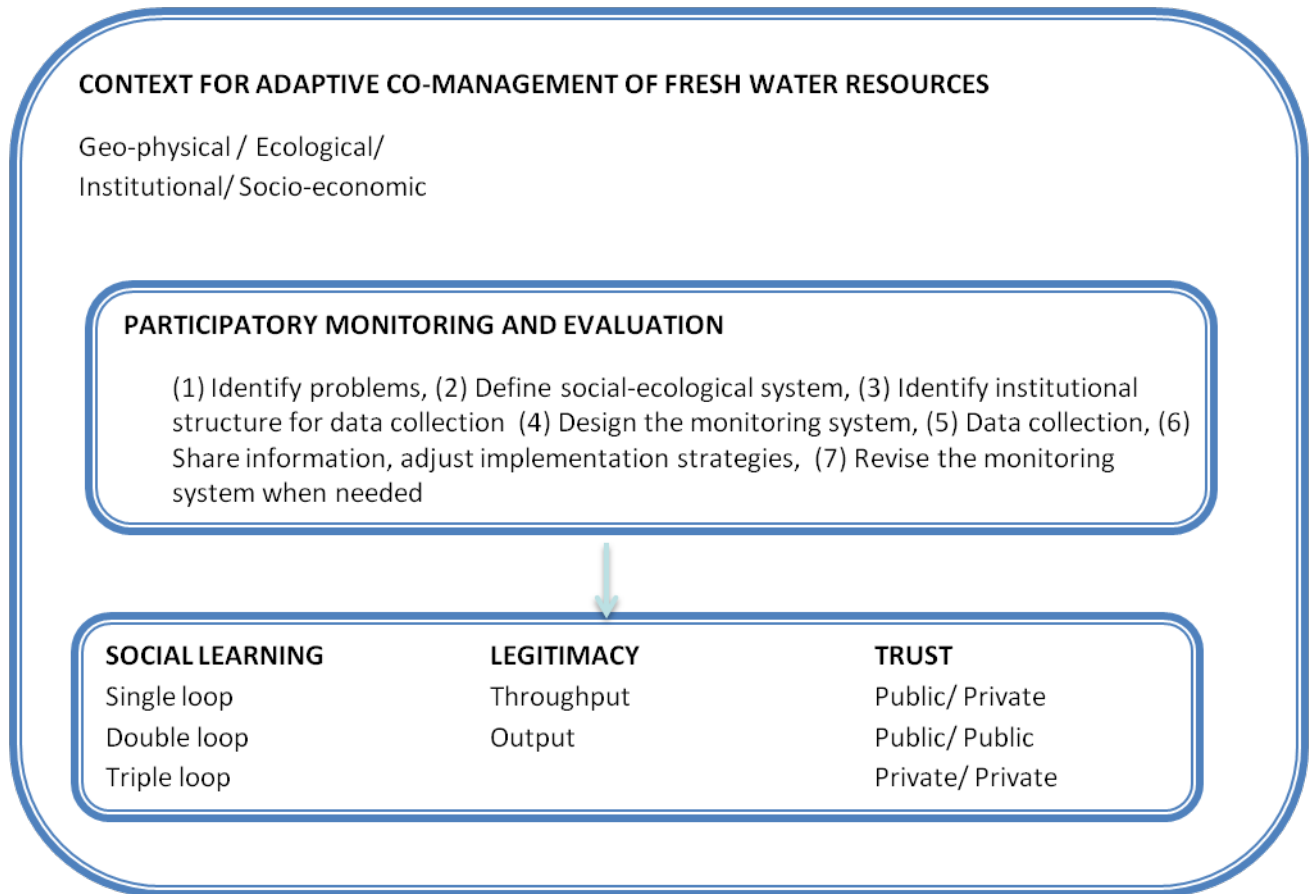 CONTEXT FOR ADAPTIVE CO-MANAGEMENT OF FRESH WATER RESOURCES
Geo-physical / Ecological/
Institutional/ Socio-economic
PARTICIPATORY MONITORING AND EVALUATION
(1) Identify problems, (2) Define social-ecological system, (3) Identify institutional
structure for data collection (4) Design the monitoring system, (5) Data collection, (6)
Share information, adjust implementation strategies, (7) Revise the monitoring
system when needed
SOCIAL LEARNING
Single loop
Double loop
Triple loop
LEGITIMACY
Throughput
Output
TRUST
Public/ Private
Public/ Public
Private/ Private